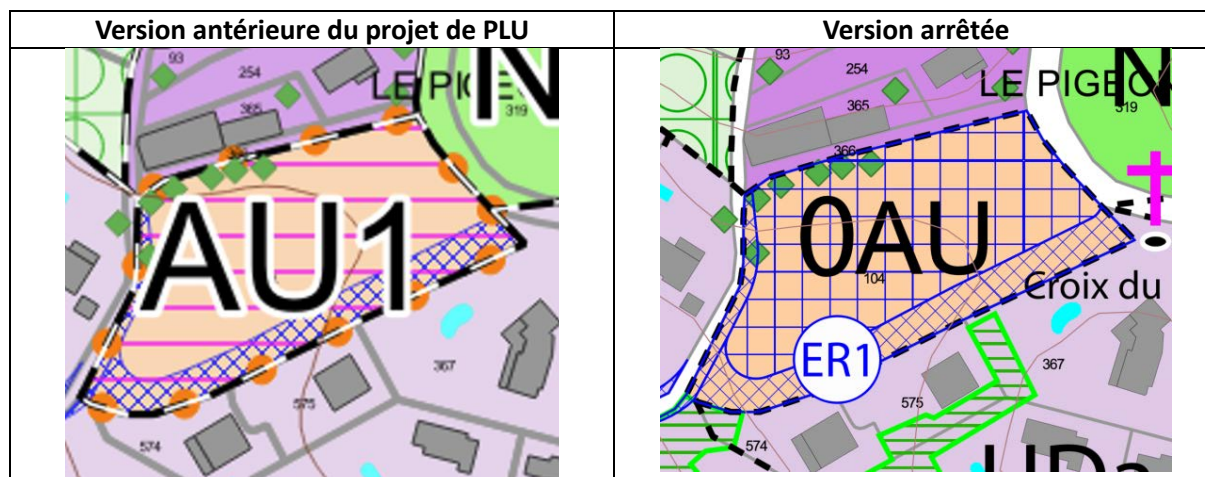 Version antérieure du projet de PLU
Version arrêtée
93
254
365
LE PIGE
N
319
AU1
367
575
574
93
254
365
366
LE PIGEON
N
319
0AU
104
Croix du
ER1
367
575
574
UDa